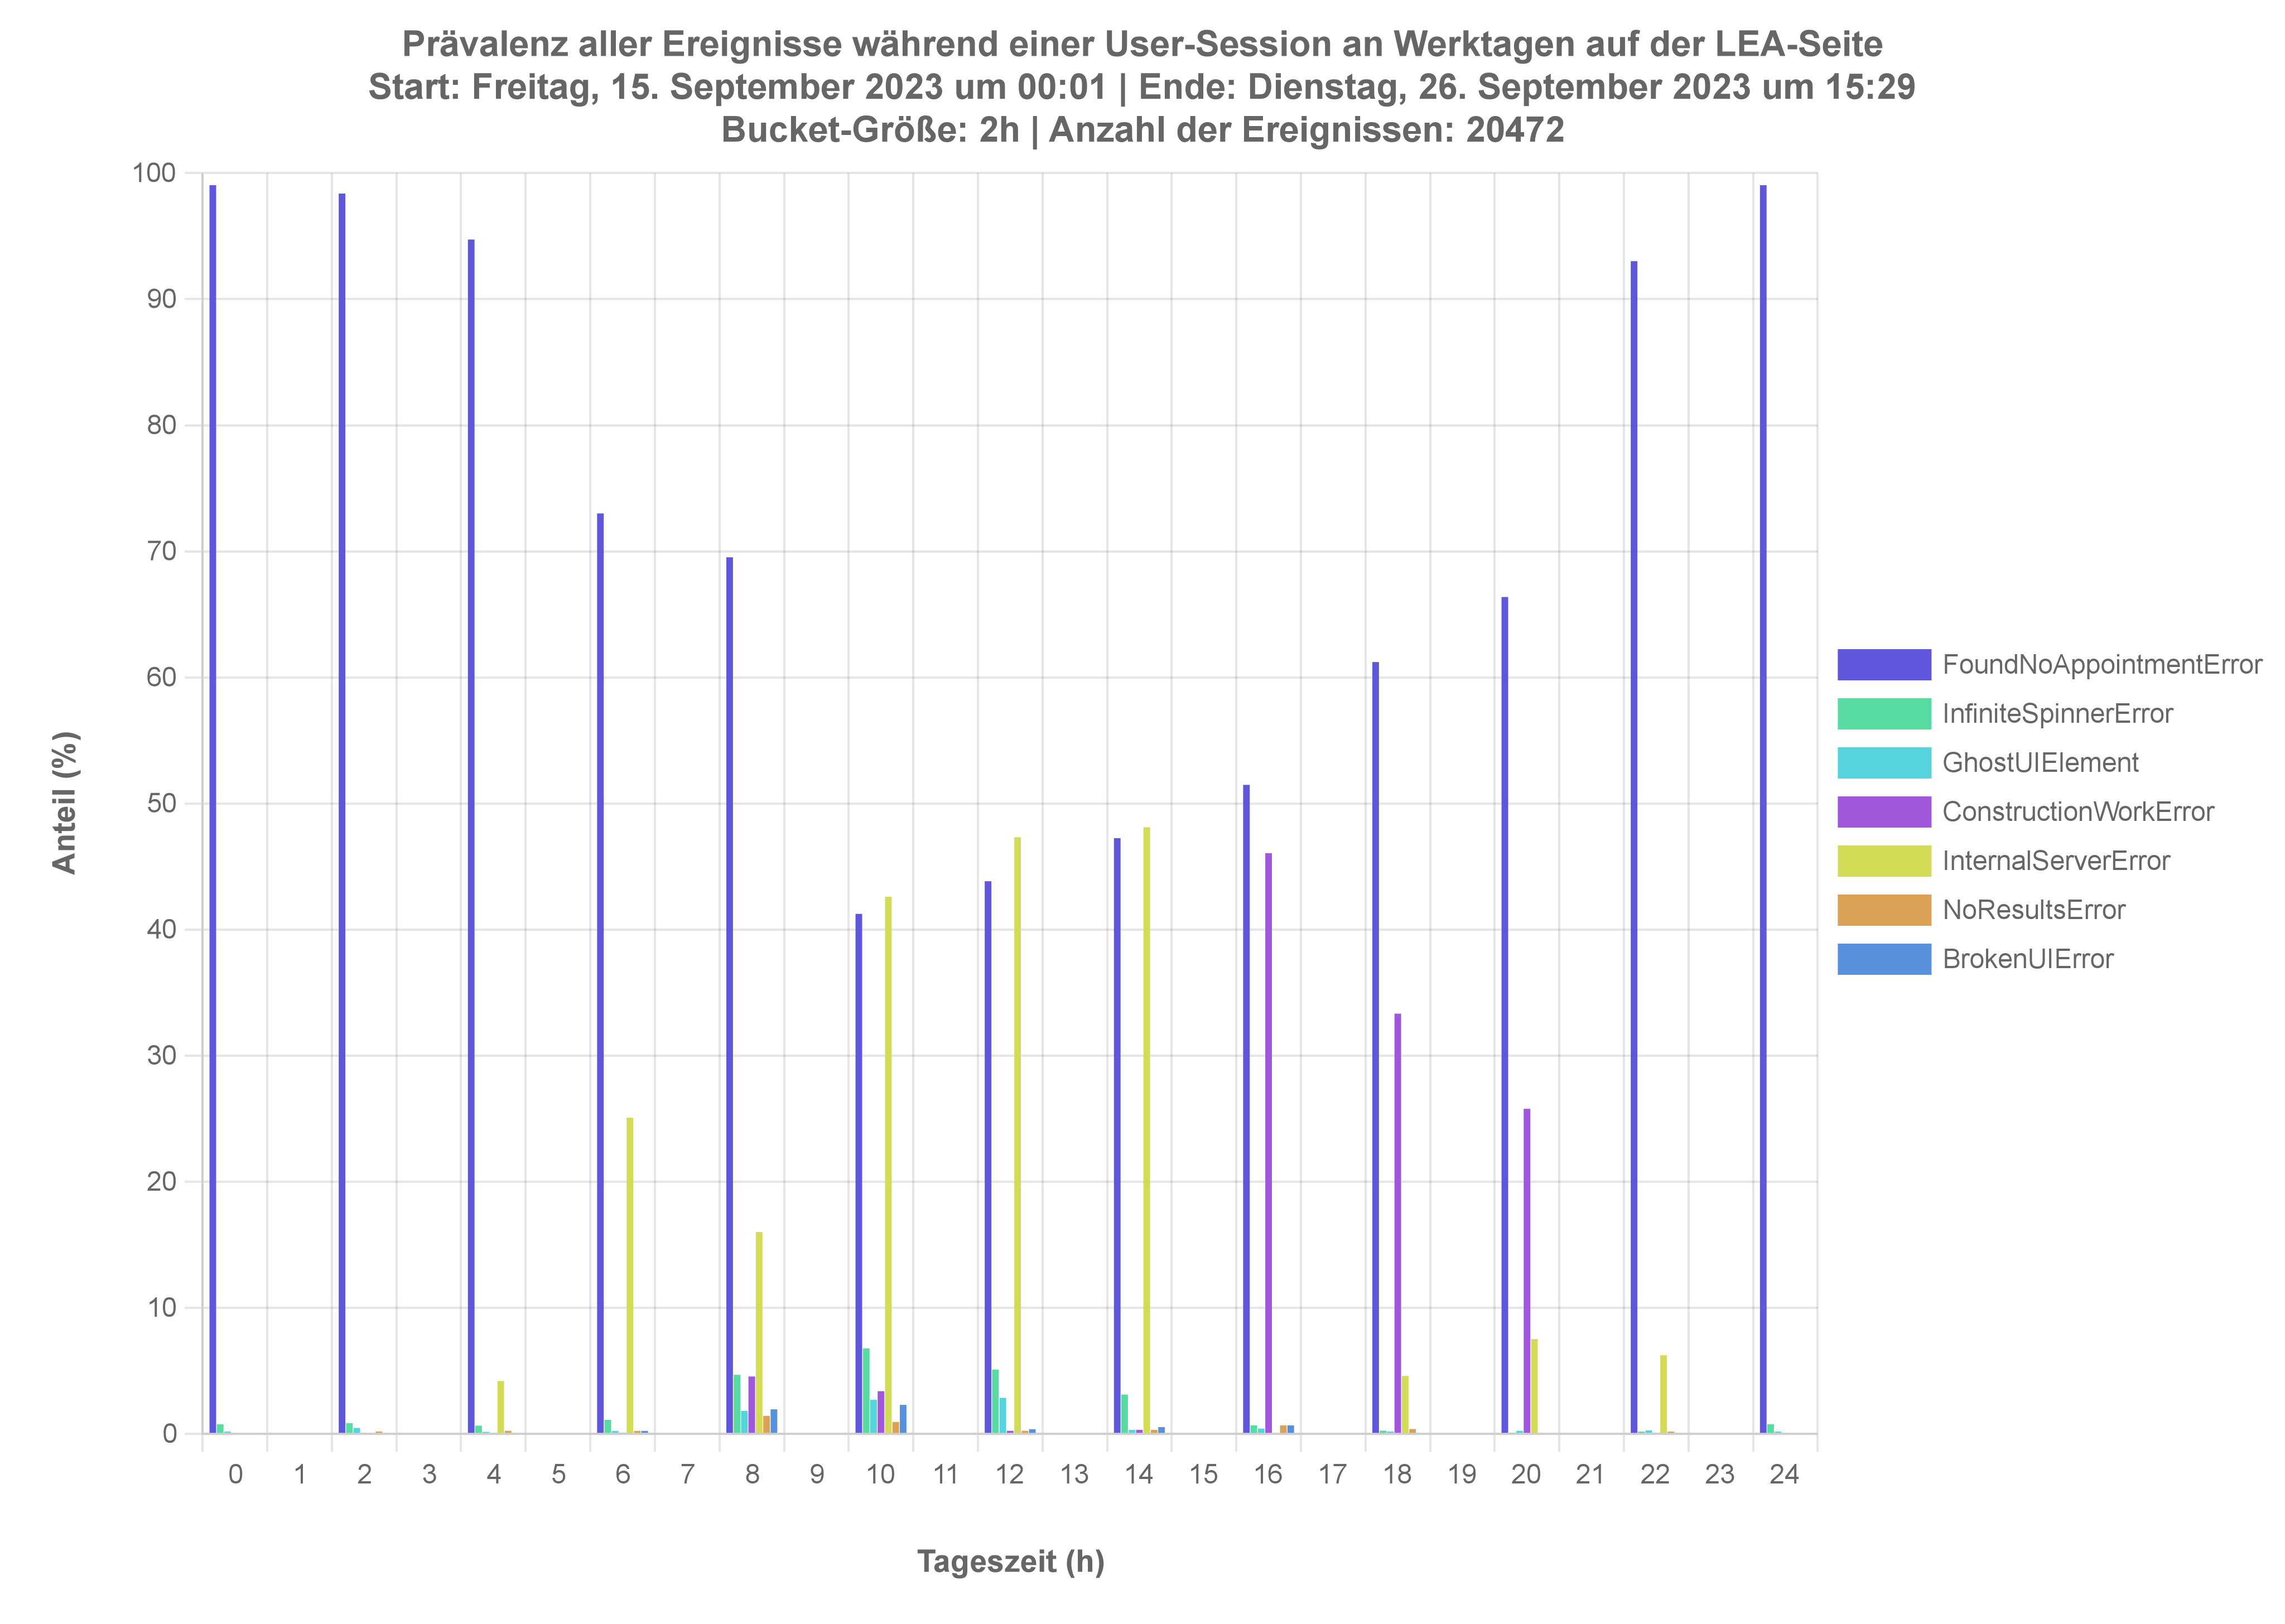 Prävalenz aller Ereignisse während einer User-Session an Werktagen auf der LEA-Seite
Start: Freitag, 15. September 2023 um 00:01 | Ende: Dienstag, 26. September 2023 um 15:29
Bucket-Größe: 2h | Anzahl der Ereignissen: 20472
100
90
80
70
60
50
40
30
20
10
0
Anteil (%)
0 1 2 3 4 5 6 7 8 9 10 11 12 13 14 15 16 17 18 19 20 21 22 23 24
Tageszeit (h)
FoundNoAppointmentError
InfiniteSpinnerError
GhostUIElement
ConstructionWorkError
InternalServerError
NoResultsError
BrokenUIError